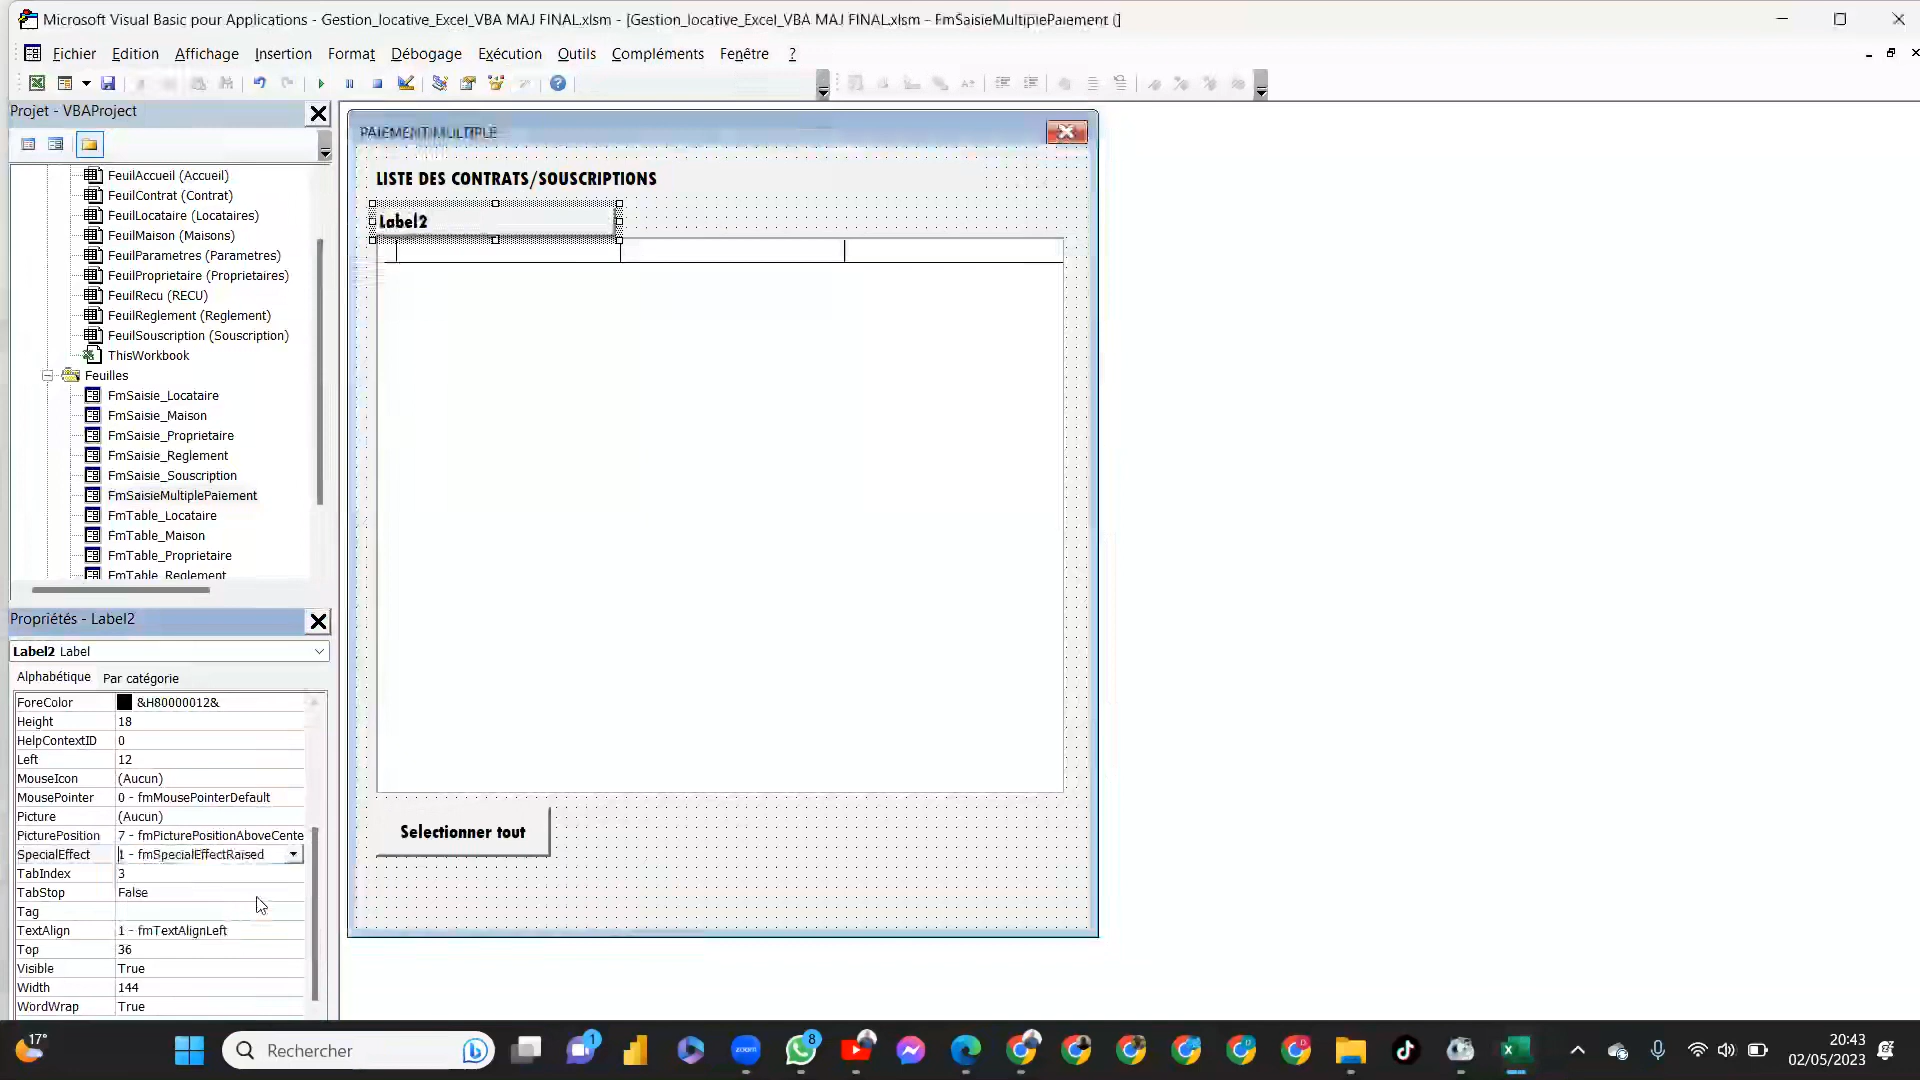 Microsoft Visual Basic pour Applications - Gestion_locative_Excel_VBA MAJ FINAL.xlsm - [Gestion_locative_Excel_VBA MAJ FINAL.xlsm - FmSaisieMultiplePaiement ()]
Fichier Edition Affichage Insertion Format Débogage Exécution Outils Compléments Fenêtre ?
Projet - VBAProject
FeuilAccueil (Accueil)
FeuilContrat (Contrat)
FeuilLocataire (Locataires)
FeuilMaison (Maisons)
FeuilParametres (Parametres)
FeuilProprietaire (Proprietaires)
FeuilRecu (RECU)
FeuilReglement (Reglement)
FeuilSouscription (Souscription)
ThisWorkbook
Feuilles
FmSaisie_Locataire
FmSaisie_Maison
FmSaisie_Proprietaire
FmSaisie_Reglement
FmSaisie_Souscription
FmSaisieMultiplePaiement
FmTable_Locataire
FmTable_Maison
FmTable_Proprietaire
FmTable_Reglement
PAIEMENT MULTIPLE
LISTE DES CONTRATS/SOUSCRIPTIONS
Label2
Selectionner tout
Propriétés - Label2
Label2 Label
Alphabétique Par catégorie
ForeColor &H80000012&
Height 18
HelpContextID 0
Left 12
MouseIcon (Aucun)
MousePointer 0 - fmMousePointerDefault
Picture (Aucun)
PicturePosition 7 - fmPicturePositionAboveCente
SpecialEffect 1 - fmSpecialEffectRaised
TabIndex 3
TabStop False
Tag
TextAlign 1 - fmTextAlignLeft
Top 36
Visible True
Width 144
WordWrap True
17° Rechercher 1 zoom 8 20:43
02/05/2023